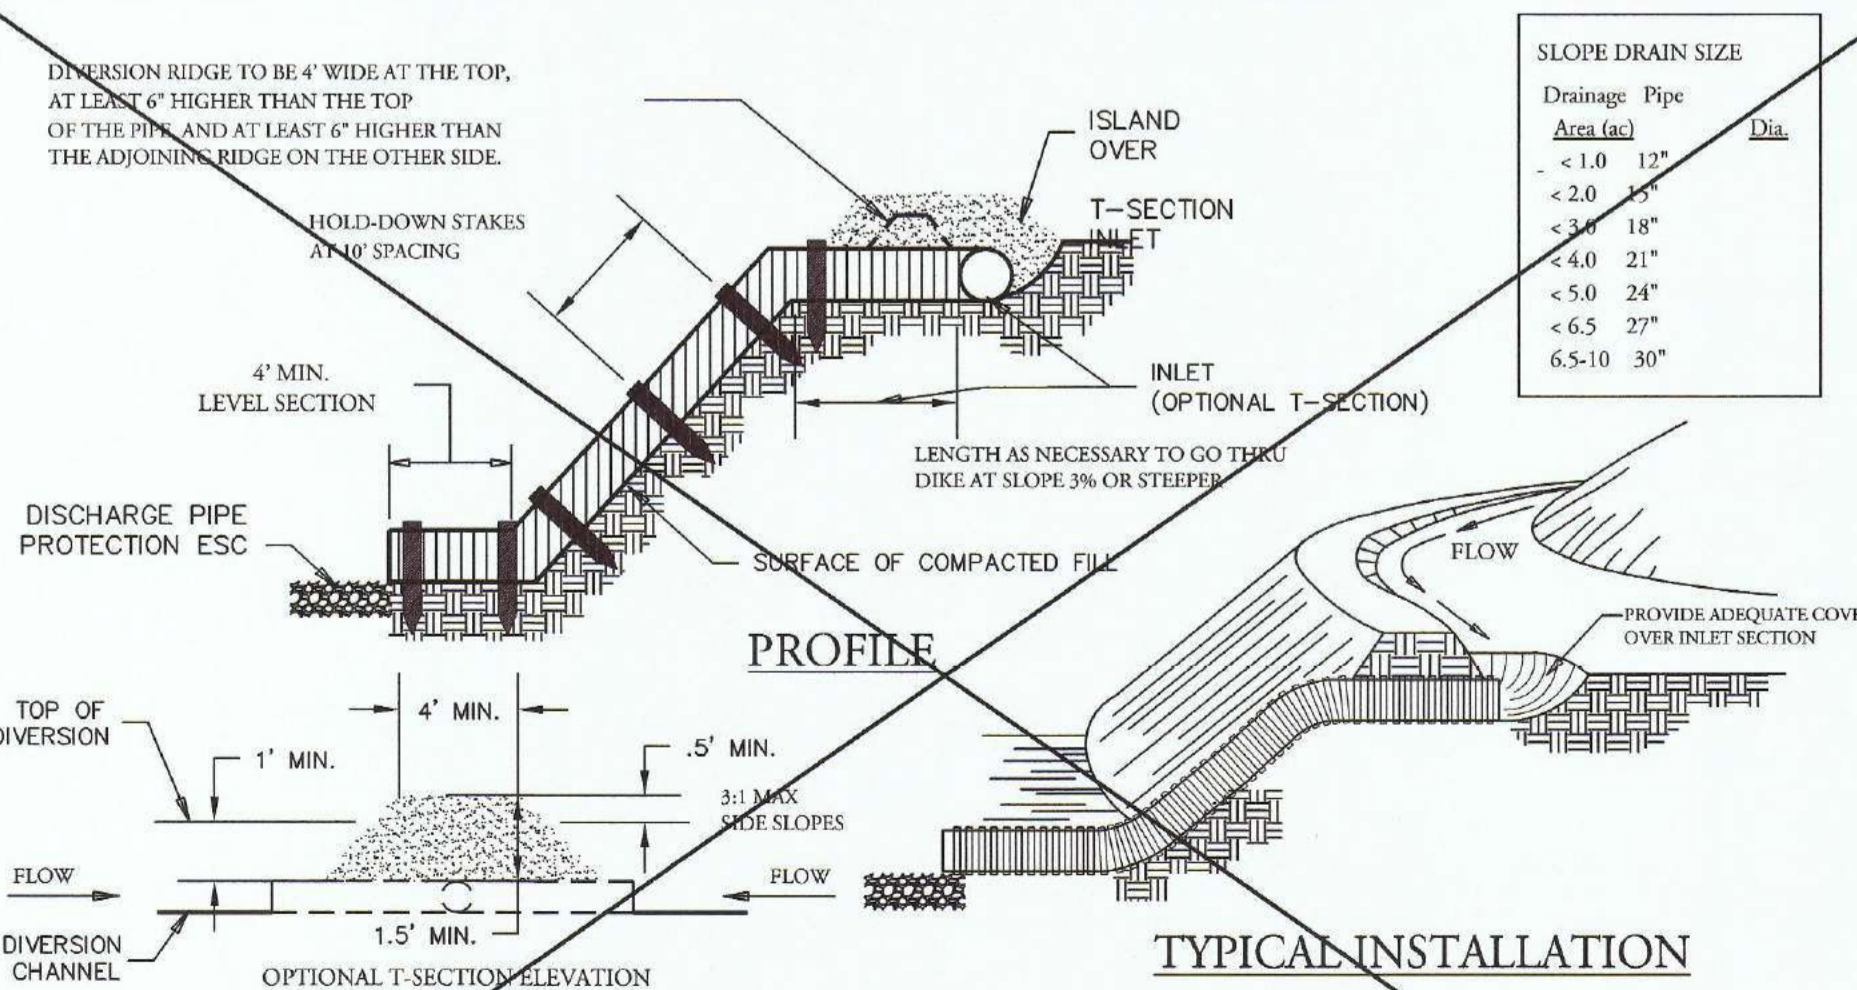 DIVERSION RIDGE TO BE 4' WIDE AT THE TOP,
AT LEAST 6" HIGHER THAN THE TOP
OF THE PIPE, AND AT LEAST 6" HIGHER THAN
THE ADJOINING RIDGE ON THE OTHER SIDE.
HOLD-DOWN STAKES
AT 10' SPACING
ISLAND
OVER
T-SECTION
INLET
SLOPE DRAIN SIZE
Drainage Pipe
Area (ac) Dia.
< 1.0 12"
< 2.0 15"
< 3.0 18"
< 4.0 21"
< 5.0 24"
< 6.5 27"
6.5-10 30"
4' MIN.
LEVEL SECTION
INLET
(OPTIONAL T-SECTION)
LENGTH AS NECESSARY TO GO THRU
DIKE AT SLOPE 3% OR STEEPER
DISCHARGE PIPE
PROTECTION ESC
SURFACE OF COMPACTED FILL
PROFILE
FLOW
PROVIDE ADEQUATE COVE
OVER INLET SECTION
TOP OF
DIVERSION
4' MIN.
1' MIN.
.5' MIN.
3:1 MAX
SIDE SLOPES
FLOW
FLOW
1.5' MIN.
DIVERSION
CHANNEL
OPTIONAL T-SECTION ELEVATION
TYPICAL INSTALLATION